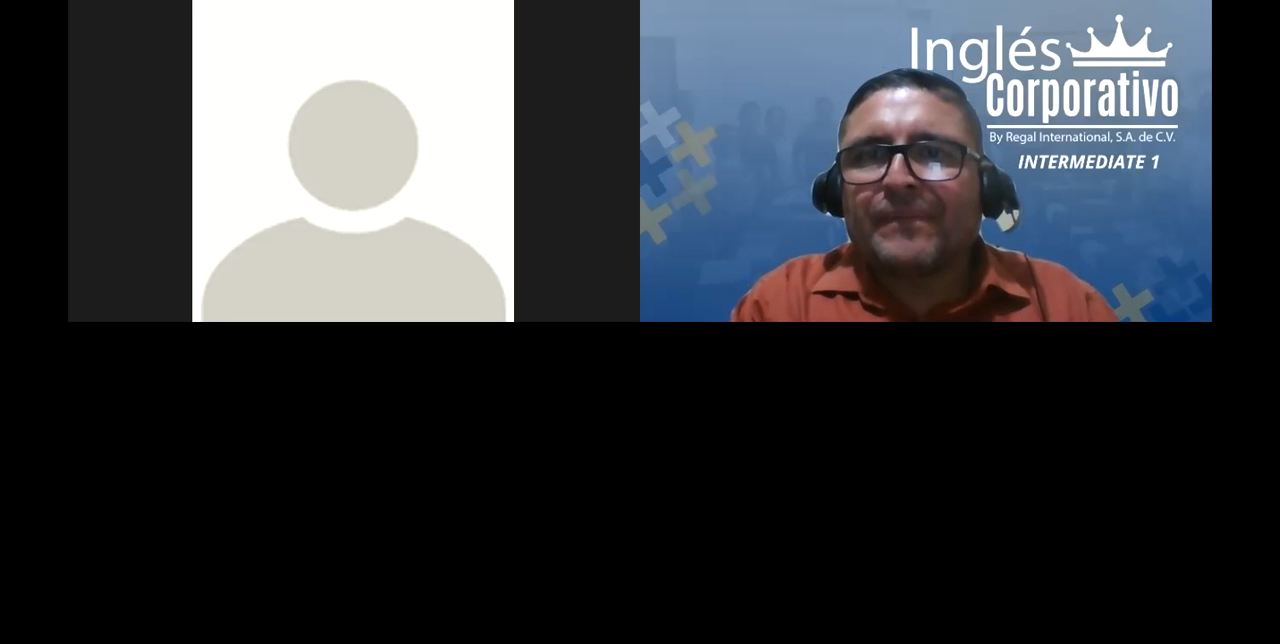 Inglés
Corporativo
By Regal International, S.A. de C.V.
INTERMEDIATE 1